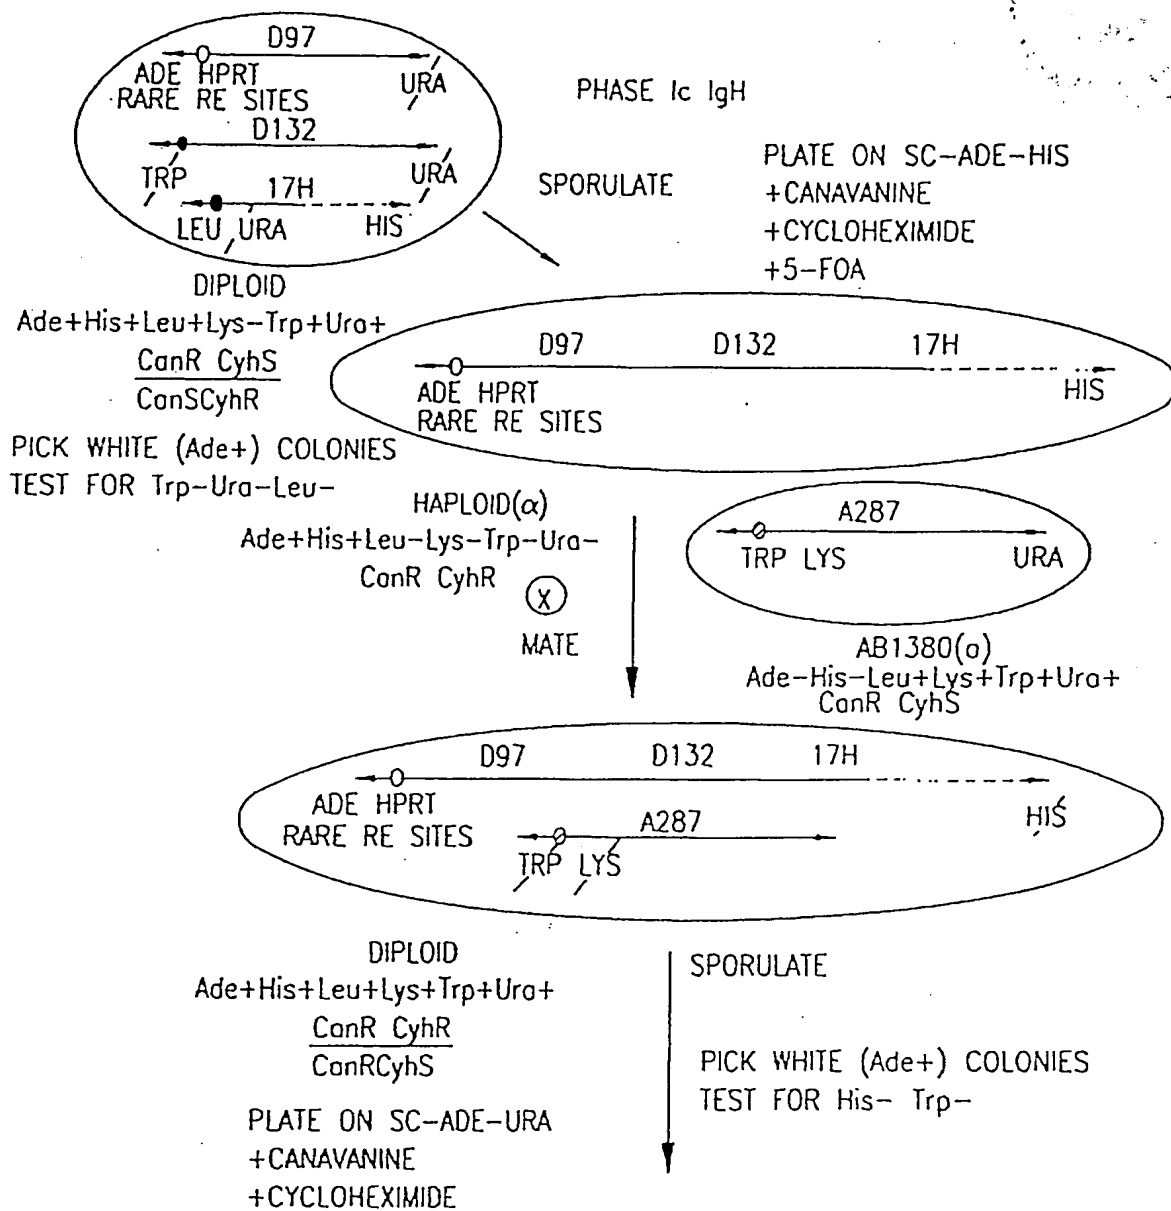 D97
ADE HPRT
RARE RE SITES
URA
D132
TRP
URA
17H
LEU URA
HIS
PHASE Ic IgH
SPORULATE
PLATE ON SC-ADE-HIS
+CANAVANINE
+CYCLOHEXIMIDE
+5-FOA
DIPLOID
Ade+His+Leu+Lys-Trp+Ura+
CanR CyhS
CanSCyhR
PICK WHITE (Ade+) COLONIES
TEST FOR Trp-Ura-Leu-
D97 D132 17H
ADE HPRT
RARE RE SITES
HIS
HAPLOID(α)
Ade+His+Leu-Lys-Trp-Ura-
CanR CyhR
X
MATE
A287
TRP LYS URA
AB1380(a)
Ade-His-Leu+Lys+Trp+Ura+
CanR CyhS
D97 D132 17H
ADE HPRT
RARE RE SITES
HIS
A287
TRP LYS
DIPLOID
Ade+His+Leu+Lys+Trp+Ura+
CanR CyhR
CanRCyhS
SPORULATE
PICK WHITE (Ade+) COLONIES
TEST FOR His- Trp-
PLATE ON SC-ADE-URA
+CANAVANINE
+CYCLOHEXIMIDE